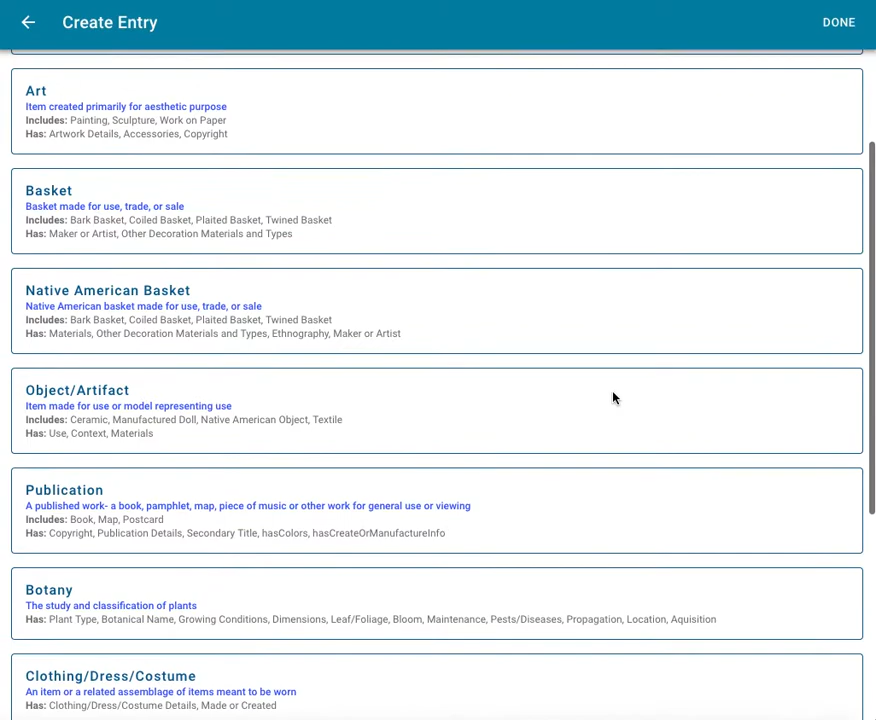 Create Entry
DONE
Art
Item created primarily for aesthetic purpose
Includes: Painting, Sculpture, Work on Paper
Has: Artwork Details, Accessories, Copyright
Basket
Basket made for use, trade, or sale
Includes: Bark Basket, Coiled Basket, Plaited Basket, Twined Basket
Has: Maker or Artist, Other Decoration Materials and Types
Native American Basket
Native American basket made for use, trade, or sale
Includes: Bark Basket, Coiled Basket, Plaited Basket, Twined Basket
Has: Materials, Other Decoration Materials and Types, Ethnography, Maker or Artist
Object/Artifact
Item made for use or model representing use
Includes: Ceramic, Manufactured Doll, Native American Object, Textile
Has: Use, Context, Materials
Publication
A published work- a book, pamphlet, map, piece of music or other work for general use or viewing
Includes: Book, Map, Postcard
Has: Copyright, Publication Details, Secondary Title, hasColors, hasCreateOrManufactureInfo
Botany
The study and classification of plants
Has: Plant Type, Botanical Name, Growing Conditions, Dimensions, Leaf/Foliage, Bloom, Maintenance, Pests/Diseases, Propagation, Location, Aquisition
Clothing/Dress/Costume
An item or a related assemblage of items meant to be worn
Has: Clothing/Dress/Costume Details, Made or Created